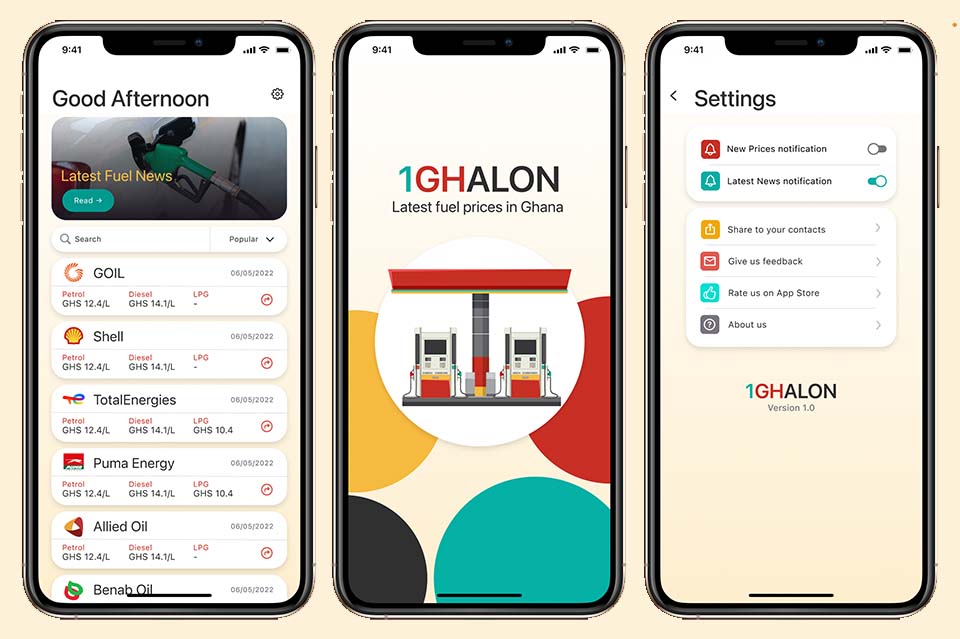 9:41
Good Afternoon
Latest Fuel News
Read →
Search
Popular
GOIL
06/05/2022
Petrol Diesel LPG
GHS 12.4/L GHS 14.1/L -
Shell
06/05/2022
Petrol Diesel LPG
GHS 12.4/L GHS 14.1/L -
TotalEnergies
06/05/2022
Petrol Diesel LPG
GHS 12.4/L GHS 14.1/L GHS 10.4
Puma Energy
06/05/2022
Petrol Diesel LPG
GHS 12.4/L GHS 14.1/L GHS 10.4
Allied Oil
06/05/2022
Petrol Diesel LPG
GHS 12.4/L GHS 14.1/L -
Benab Oil
06/05/2022
9:41
1GHALON
Latest fuel prices in Ghana
9:41
Settings
New Prices notification
Latest News notification
Share to your contacts
Give us feedback
Rate us on App Store
About us
1GHALON
Version 1.0